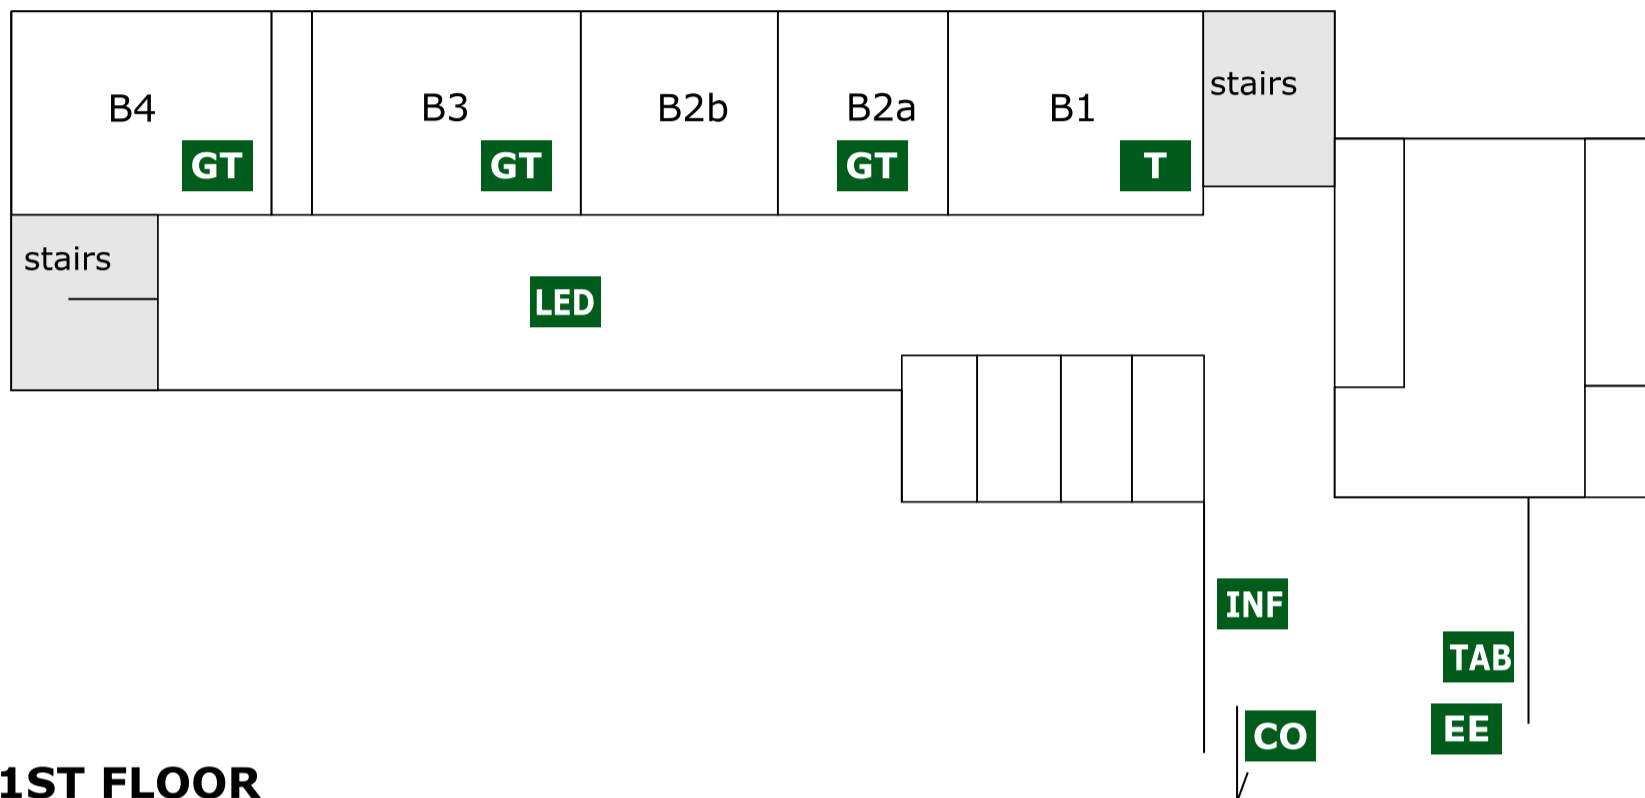 stairs
B4
B3
B2b
B2a
B1
GT
GT
GT
T
stairs
LED
INF
TAB
EE
CO
1ST FLOOR